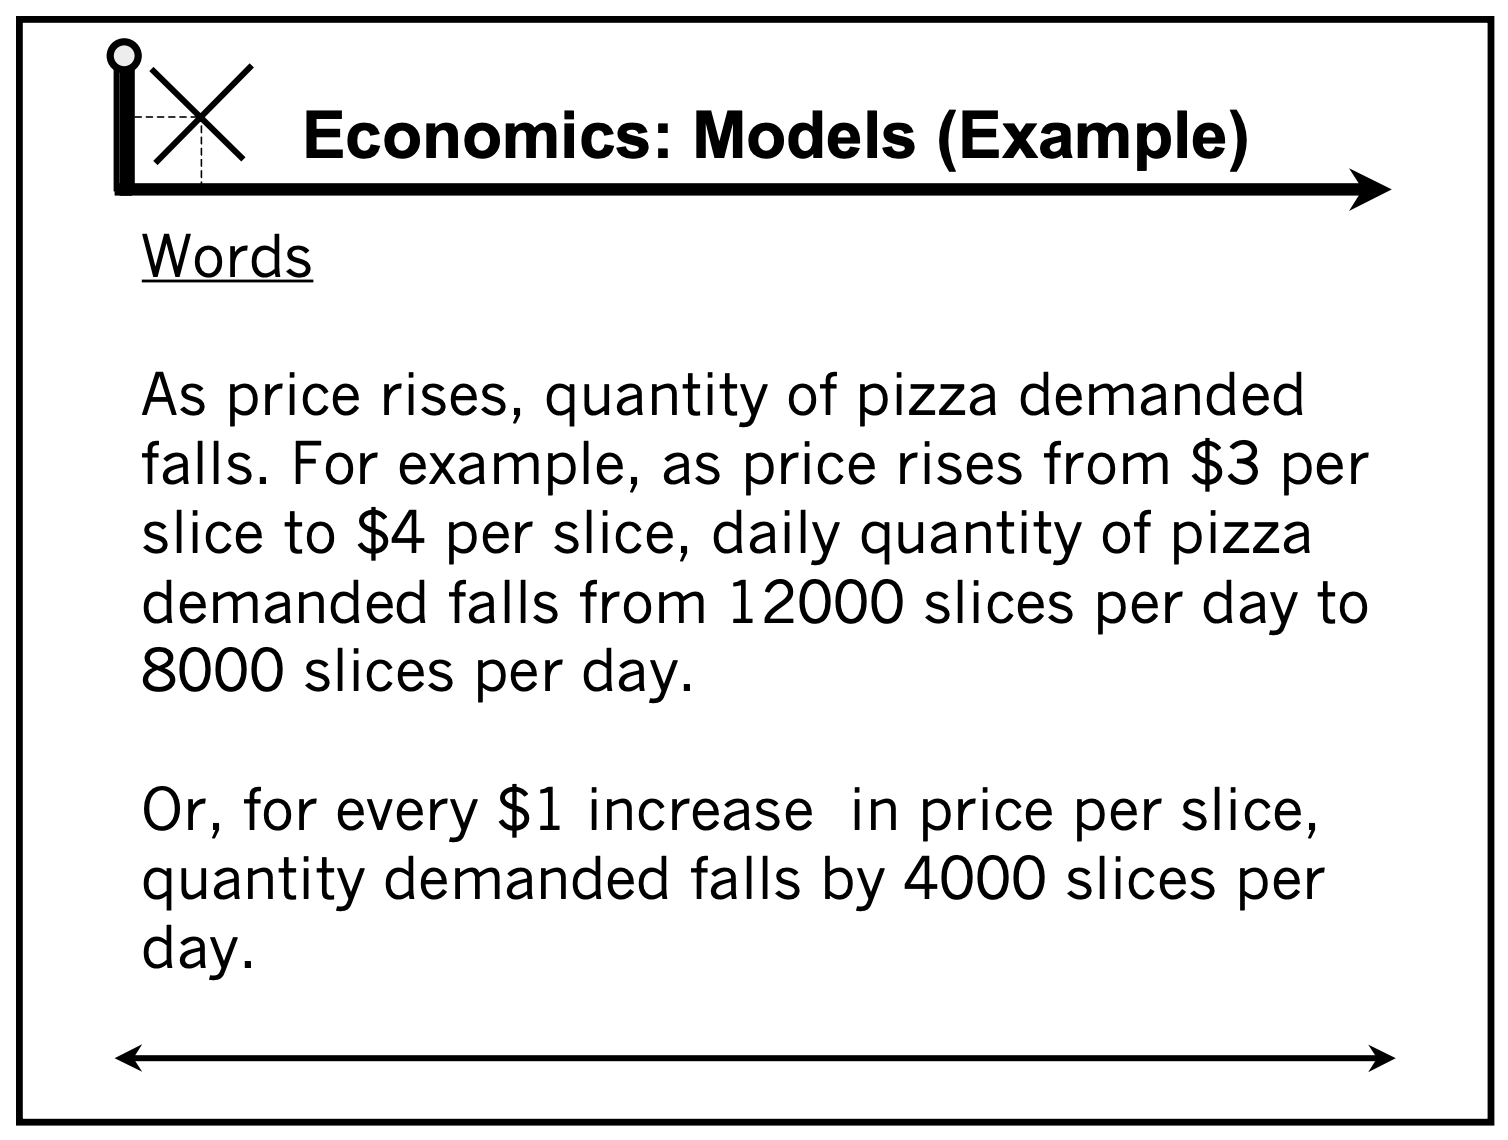 Economics: Models (Example)
Words
As price rises, quantity of pizza demanded
falls. For example, as price rises from $3 per
slice to $4 per slice, daily quantity of pizza
demanded falls from 12000 slices per day to
8000 slices per day.
Or, for every $1 increase  in price per slice,
quantity demanded falls by 4000 slices per
day.